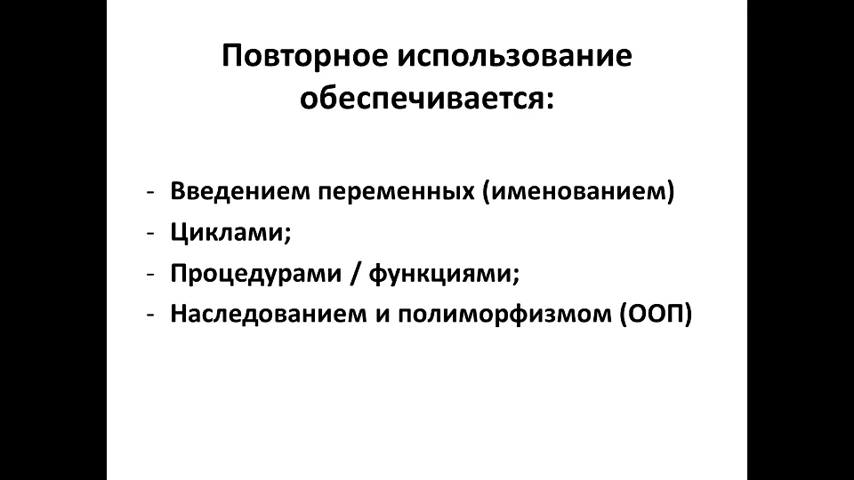 Повторное использование
обеспечивается:
- Введением переменных (именованием)
- Циклами;
- Процедурами / функциями;
- Наследованием и полиморфизмом (ООП)